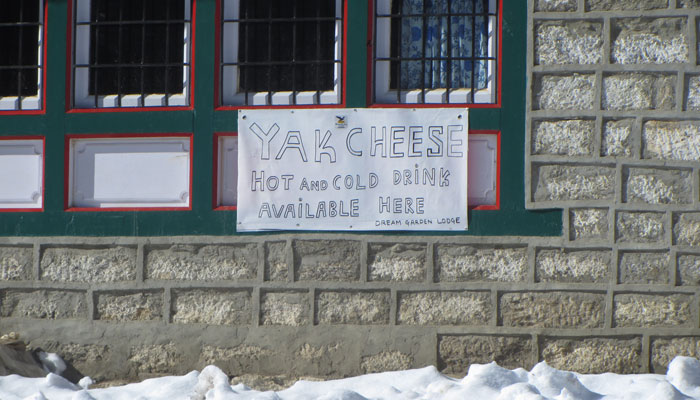 YAK CHEESE
HOT AND COLD DRINK
AVAILABLE HERE
DREAM GARDEN LODGE